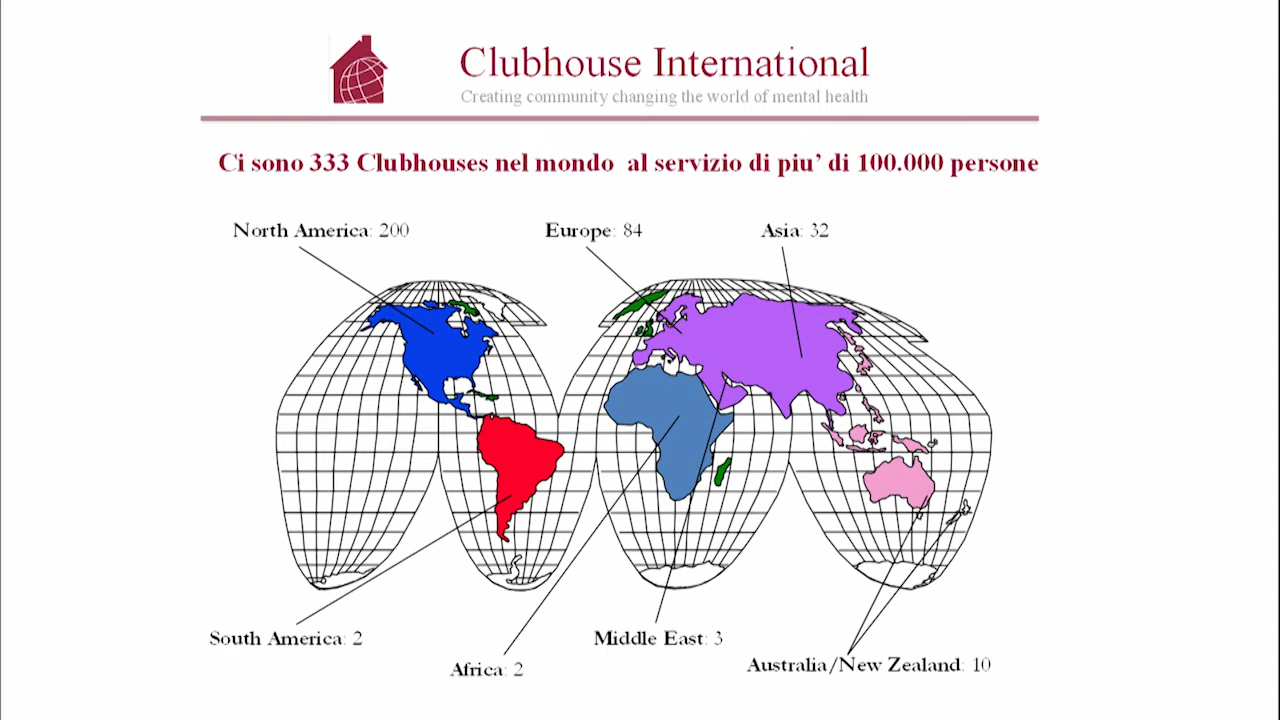 Clubhouse International
Creating community changing the world of mental health
Ci sono 333 Clubhouses nel mondo al servizio di piu' di 100.000 persone
North America: 200
Europe: 84
Asia: 32
South America: 2
Middle East: 3
Africa: 2
Australia/New Zealand: 10